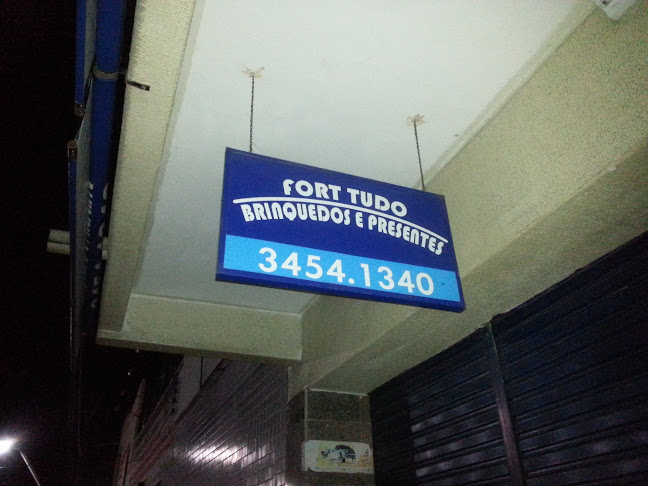 FORT TUDO
BRINQUEDOS E PRESENTES
3454.1340